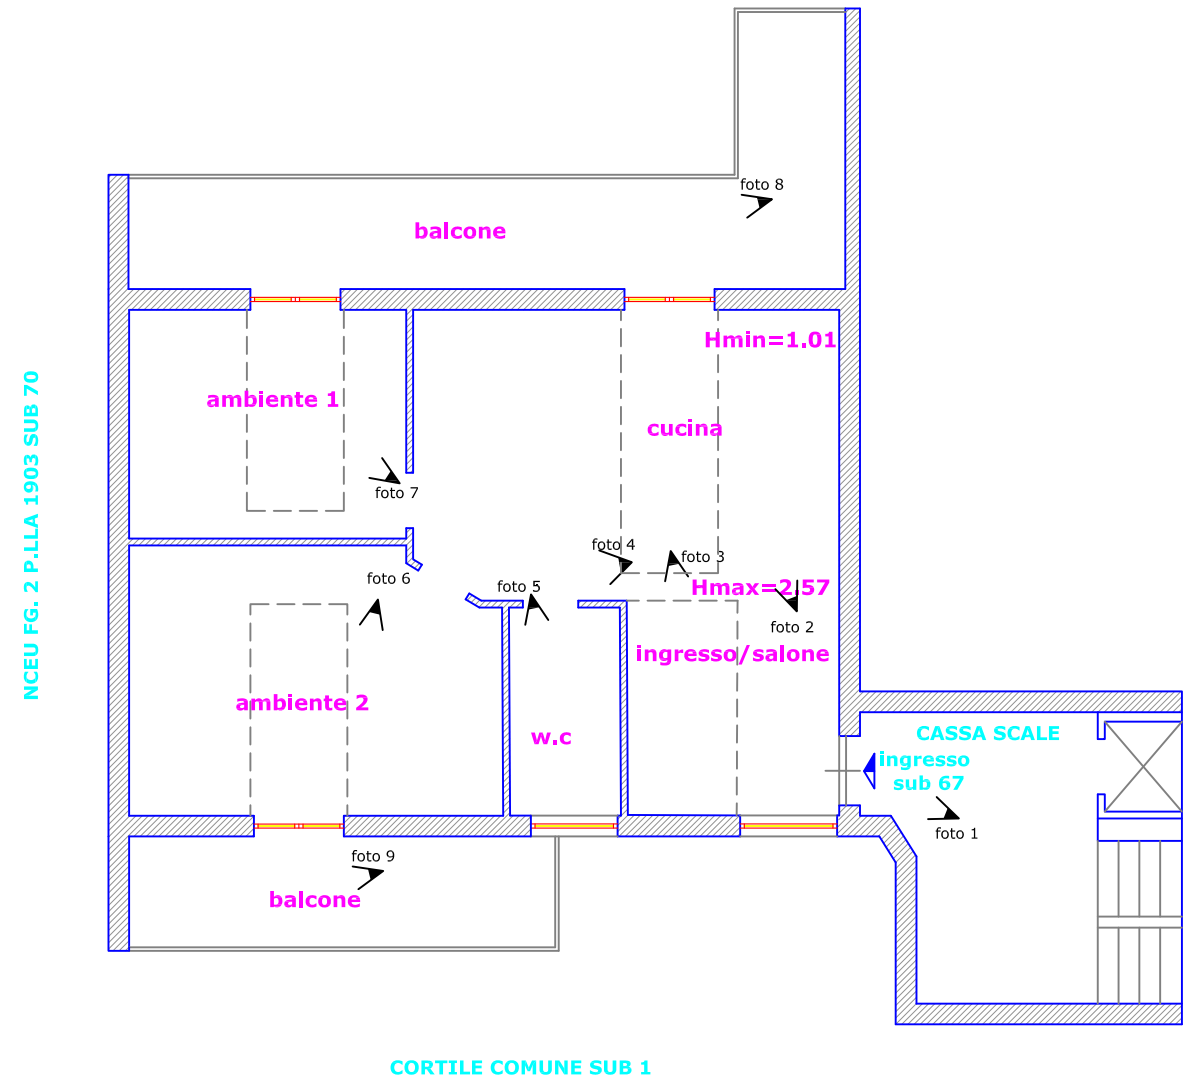 foto 8
balcone
Hmin=1.01
ambiente 1
cucina
foto 7
NCEU FG. 2 P.LLA 1903 SUB 70
foto 4
foto 3
foto 6
foto 5
Hmax=2.57
foto 2
ingresso/salone
ambiente 2
w.c
CASSA SCALE
ingresso
sub 67
foto 1
foto 9
balcone
CORTILE COMUNE SUB 1